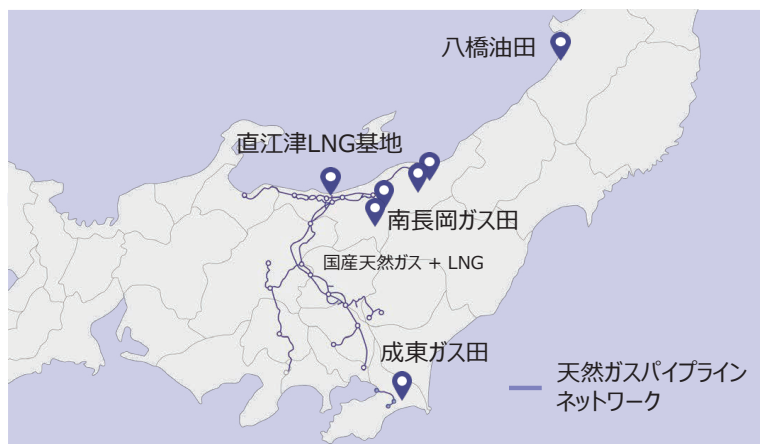 八橋油田
直江津LNG基地
南長岡ガス田
国産天然ガス + LNG
成東ガス田
天然ガスパイプライン
ネットワーク